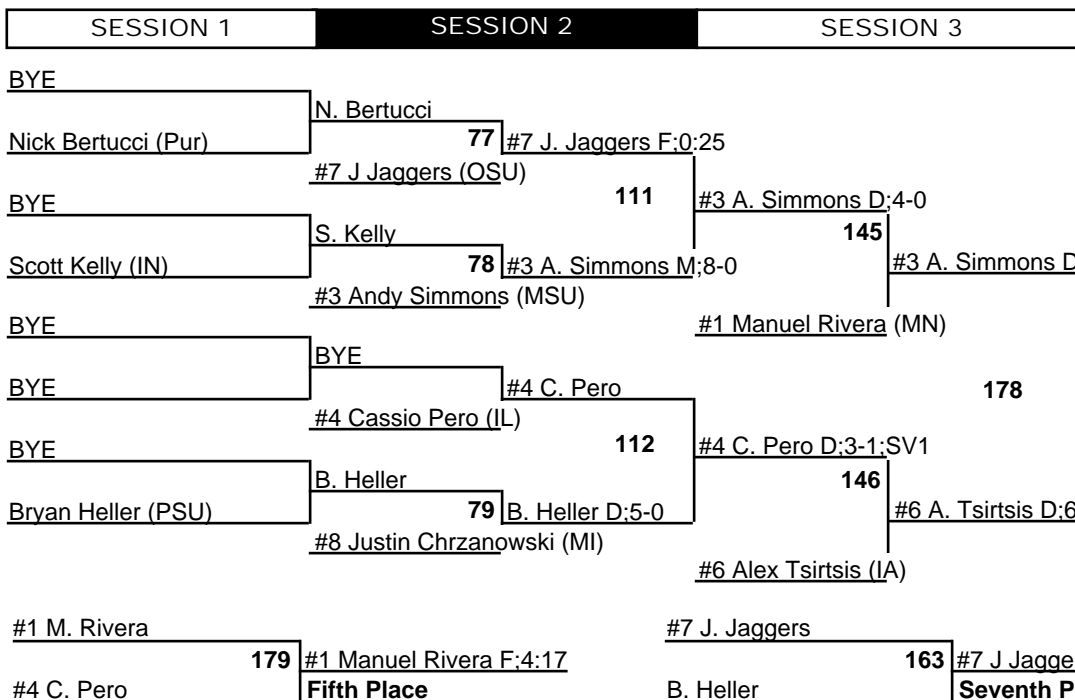 SESSION 1 SESSION 2 SESSION 3
BYE
N. Bertucci
Nick Bertucci (Pur) 77 #7 J. Jaggers F;0:25
#7 J Jaggers (OSU)
111
BYE #3 A. Simmons D;4-0
S. Kelly 145
Scott Kelly (IN) 78 #3 A. Simmons M;8-0 #3 A. Simmons D
#3 Andy Simmons (MSU)
BYE #1 Manuel Rivera (MN)
BYE
BYE #4 C. Pero 178
#4 Cassio Pero (IL)
112
BYE #4 C. Pero D;3-1;SV1
B. Heller 146
Bryan Heller (PSU) 79 B. Heller D;5-0 #6 A. Tsirtsis D;6
#8 Justin Chrzanowski (MI)
#6 Alex Tsirtsis (IA)
#1 M. Rivera #7 J. Jaggers
179 #1 Manuel Rivera F;4:17 163 #7 J Jagge
#4 C. Pero Fifth Place B. Heller Seventh P